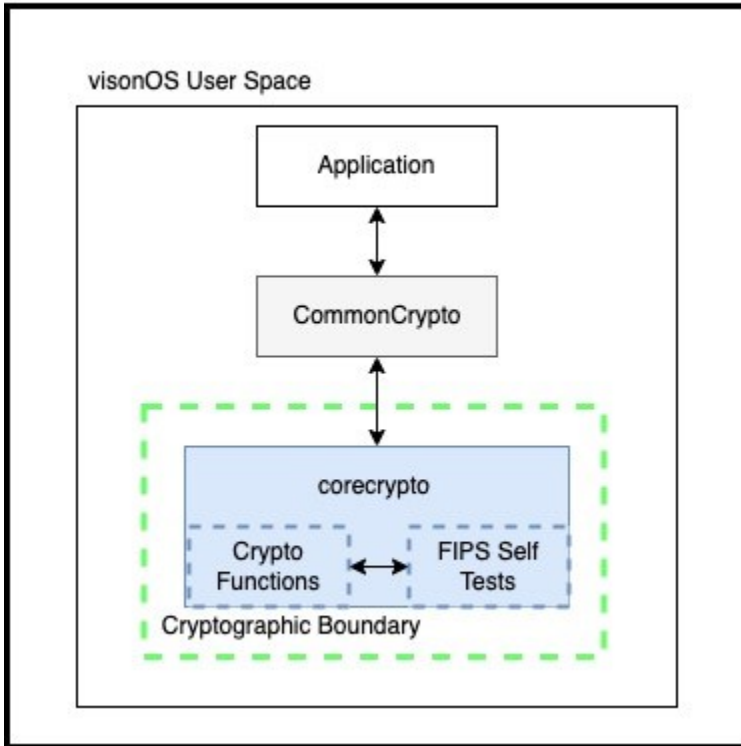 visonOS User Space
Application
CommonCrypto
corecrypto
Crypto
Functions
FIPS Self
Tests
Cryptographic Boundary